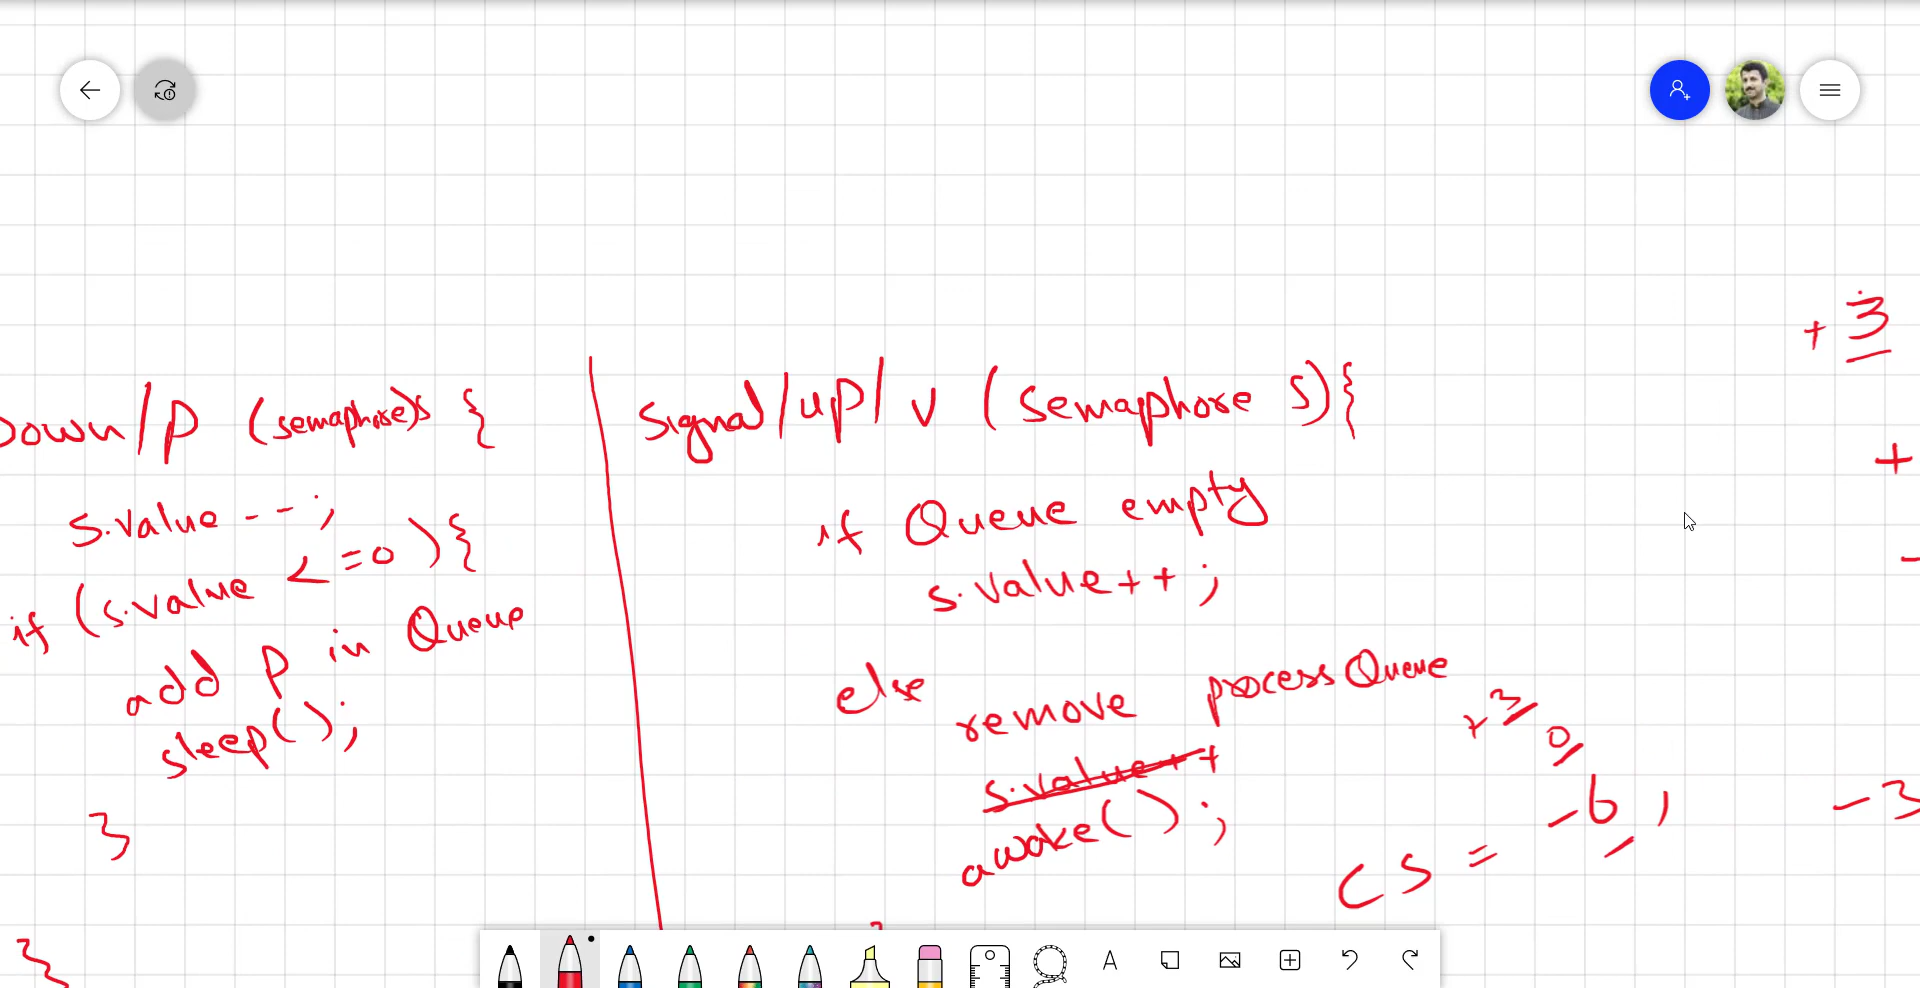 Down/P (semaphore)s {
s.value --;
if (s.value <=0){
add P in Queue
sleep();
}
}
Signal/up/ v (semaphore S){
if Queue empty
s.value++;
else
remove process Queue
s.value++
awake();
+3
0
-6,
CS =
+3
+
-
-3
A